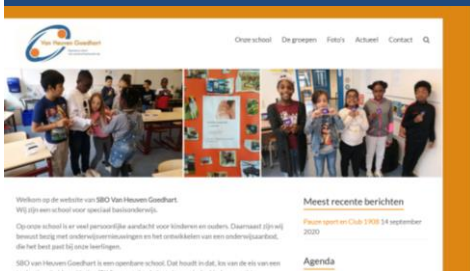 Van Heuven Goedhart
Onze school De groepen Foto's Actueel Contact
Welkom op de website van SBO Van Heuven Goedhart.
Wij zijn een school voor speciaal basisonderwijs.
Op onze school is er veel persoonlijke aandacht voor kinderen en ouders. Daarnaast zijn wij
bewust bezig met onderwijsvernieuwingen en het ontwikkelen van een onderwijsaanbod,
die het best past bij onze leerlingen.
SBO van Heuven Goedhart is een openbare school. Dat houdt in dat, los van de eis van een
Meest recente berichten
Pauze sport en Club 1908 14 september
2020
Agenda